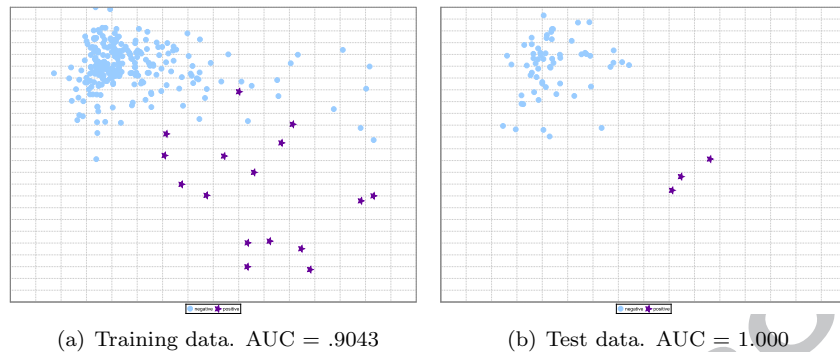 negative positive
negative positive
(a) Training data. AUC = .9043
(b) Test data. AUC = 1.000